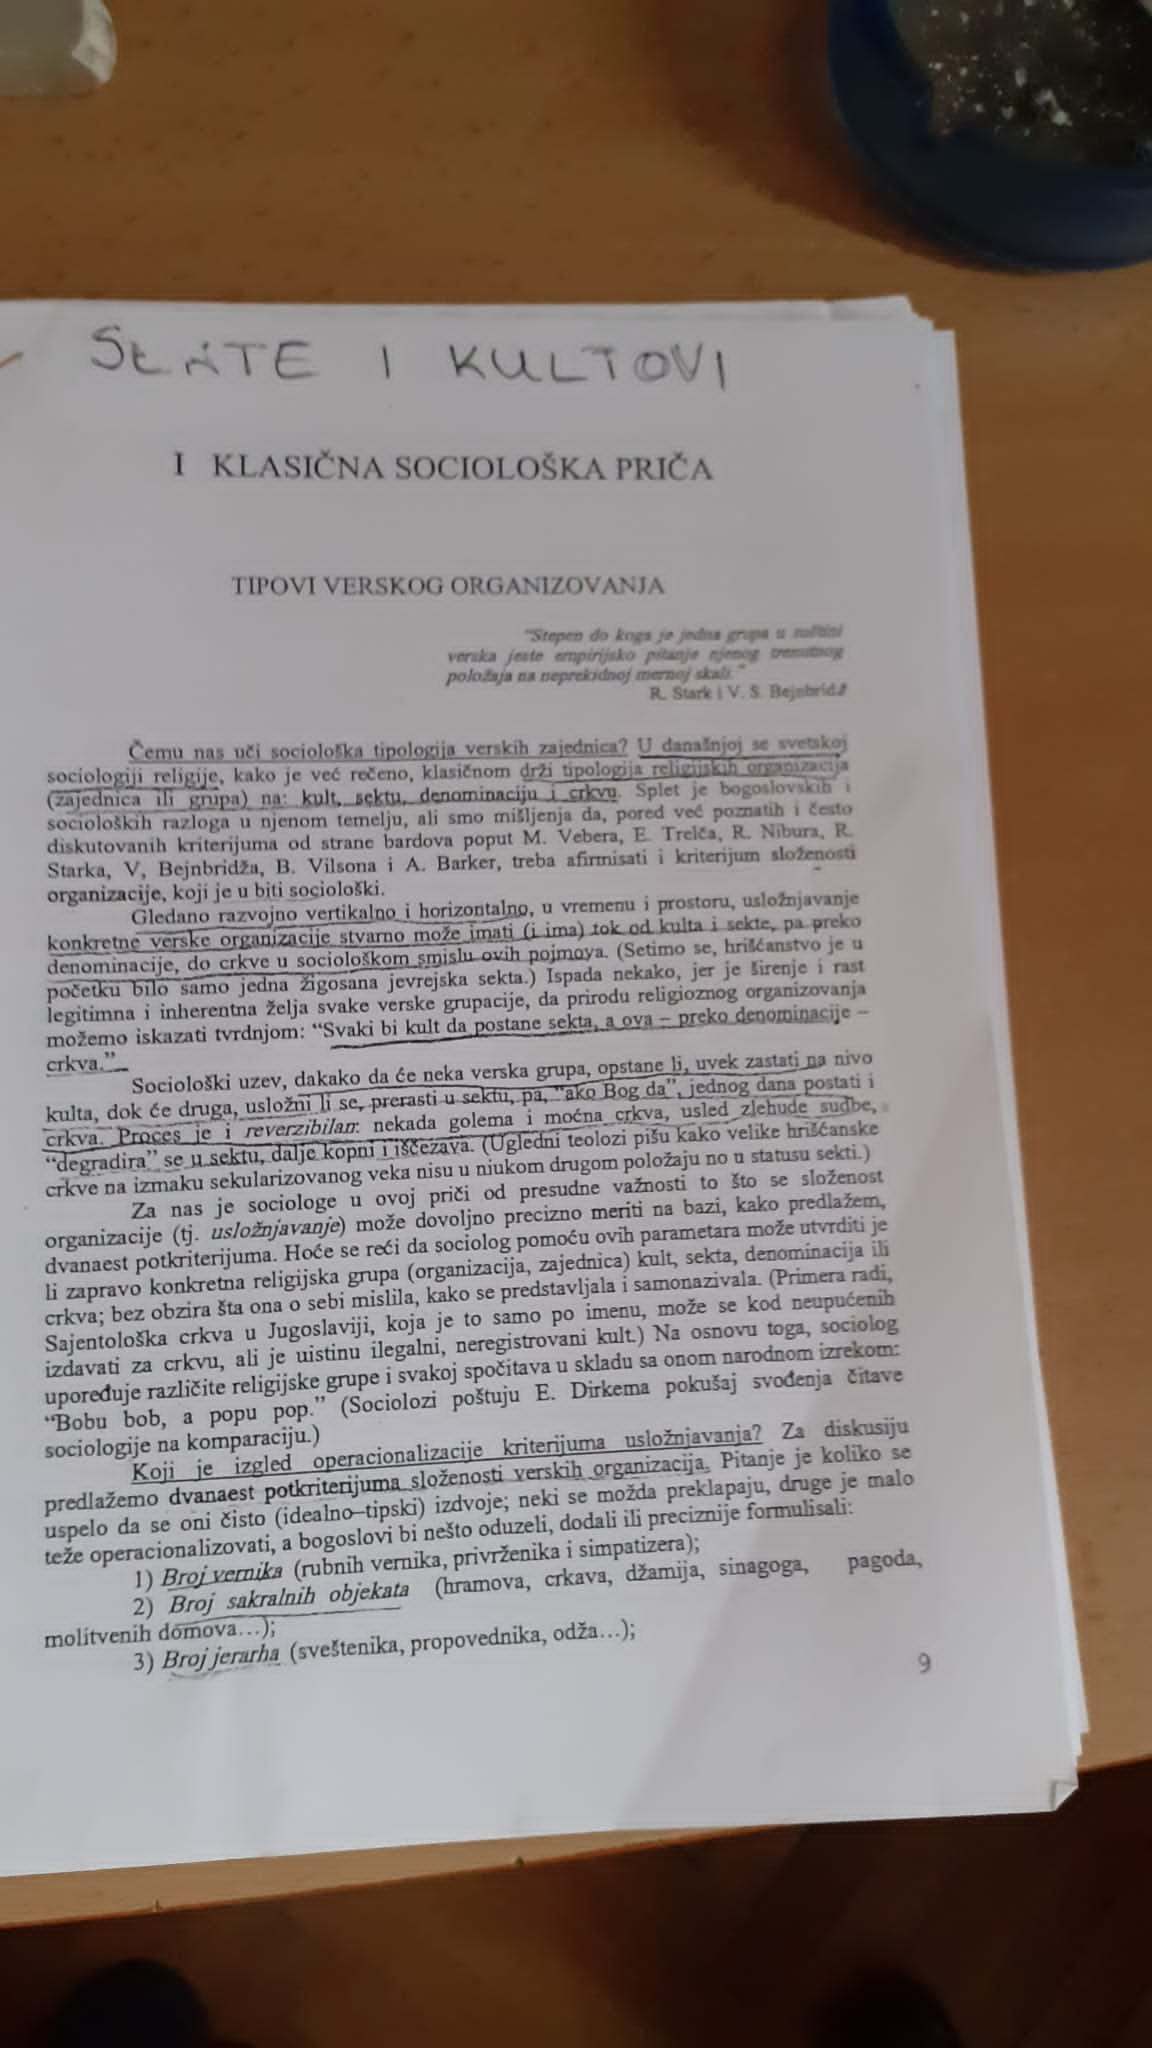 SEKTE I KULTOVI
I KLASIČNA SOCIOLOŠKA PRIČA
TIPOVI VERSKOG ORGANIZOVANJA
"Stepen do koga je jedna grupa u suštini
verska jeste empirijsko pitanje njenog trenutnog
položaja na neprekidnoj mernoj skali."
R. Stark i V. S. Bejnbridž
Čemu nas uči sociološka tipologija verskih zajednica? U današnjoj se svetskoj
sociologiji religije, kako je već rečeno, klasičnom drži tipologija religijskih organizacija
(zajednica ili grupa) na: kult, sektu, denominaciju i crkvu. Splet je bogoslovskih i
socioloških razloga u njenom temelju, ali smo mišljenja da, pored već poznatih i često
diskutovanih kriterijuma od strane bardova poput M. Vebera, E. Trelča, R. Nibura, R.
Starka, V, Bejnbridža, B. Vilsona i A. Barker, treba afirmisati i kriterijum složenosti
organizacije, koji je u biti sociološki.
Gledano razvojno vertikalno i horizontalno, u vremenu i prostoru, usložnjavanje
konkretne verske organizacije stvarno može imati (i ima) tok od kulta i sekte, pa preko
denominacije, do crkve u sociološkom smislu ovih pojmova. (Setimo se, hrišćanstvo je u
početku bilo samo jedna žigosana jevrejska sekta.) Ispada nekako, jer je širenje i rast
legitimna i inherentna želja svake verske grupacije, da prirodu religioznog organizovanja
možemo iskazati tvrdnjom: "Svaki bi kult da postane sekta, a ova – preko denominacije –
crkva."
Sociološki uzev, dakako da će neka verska grupa, opstane li, uvek zastati na nivo
kulta, dok će druga, usložni li se, prerasti u sektu, pa, "ako Bog da", jednog dana postati i
crkva. Proces je i reverzibilan: nekada golema i moćna crkva, usled zlehude sudbe,
"degradira" se u sektu, dalje kopni i iščezava. (Ugledni teolozi pišu kako velike hrišćanske
crkve na izmaku sekularizovanog veka nisu u niukom drugom položaju no u statusu sekti.)
Za nas je sociologe u ovoj priči od presudne važnosti to što se složenost
organizacije (tj. usložnjavanje) može dovoljno precizno meriti na bazi, kako predlažem,
dvanaest potkriterijuma. Hoće se reći da sociolog pomoću ovih parametara može utvrditi je
li zapravo konkretna religijska grupa (organizacija, zajednica) kult, sekta, denominacija ili
crkva; bez obzira šta ona o sebi mislila, kako se predstavljala i samonazivala. (Primera radi,
Sajentološka crkva u Jugoslaviji, koja je to samo po imenu, može se kod neupućenih
izdavati za crkvu, ali je uistinu ilegalni, neregistrovani kult.) Na osnovu toga, sociolog
upoređuje različite religijske grupe i svakoj spočitava u skladu sa onom narodnom izrekom:
"Bobu bob, a popu pop." (Sociolozi poštuju E. Dirkema pokušaj svođenja čitave
sociologije na komparaciju.)
Koji je izgled operacionalizacije kriterijuma usložnjavanja? Za diskusiju
predlažemo dvanaest potkriterijuma složenosti verskih organizacija. Pitanje je koliko se
uspelo da se oni čisto (idealno–tipski) izdvoje; neki se možda preklapaju, druge je malo
teže operacionalizovati, a bogoslovi bi nešto oduzeli, dodali ili preciznije formulisali:
1) Broj vernika (rubnih vernika, privrženika i simpatizera);
2) Broj sakralnih objekata (hramova, crkava, džamija, sinagoga, pagoda,
molitvenih domova...);
3) Broj jerarha (sveštenika, propovednika, odža...);
9